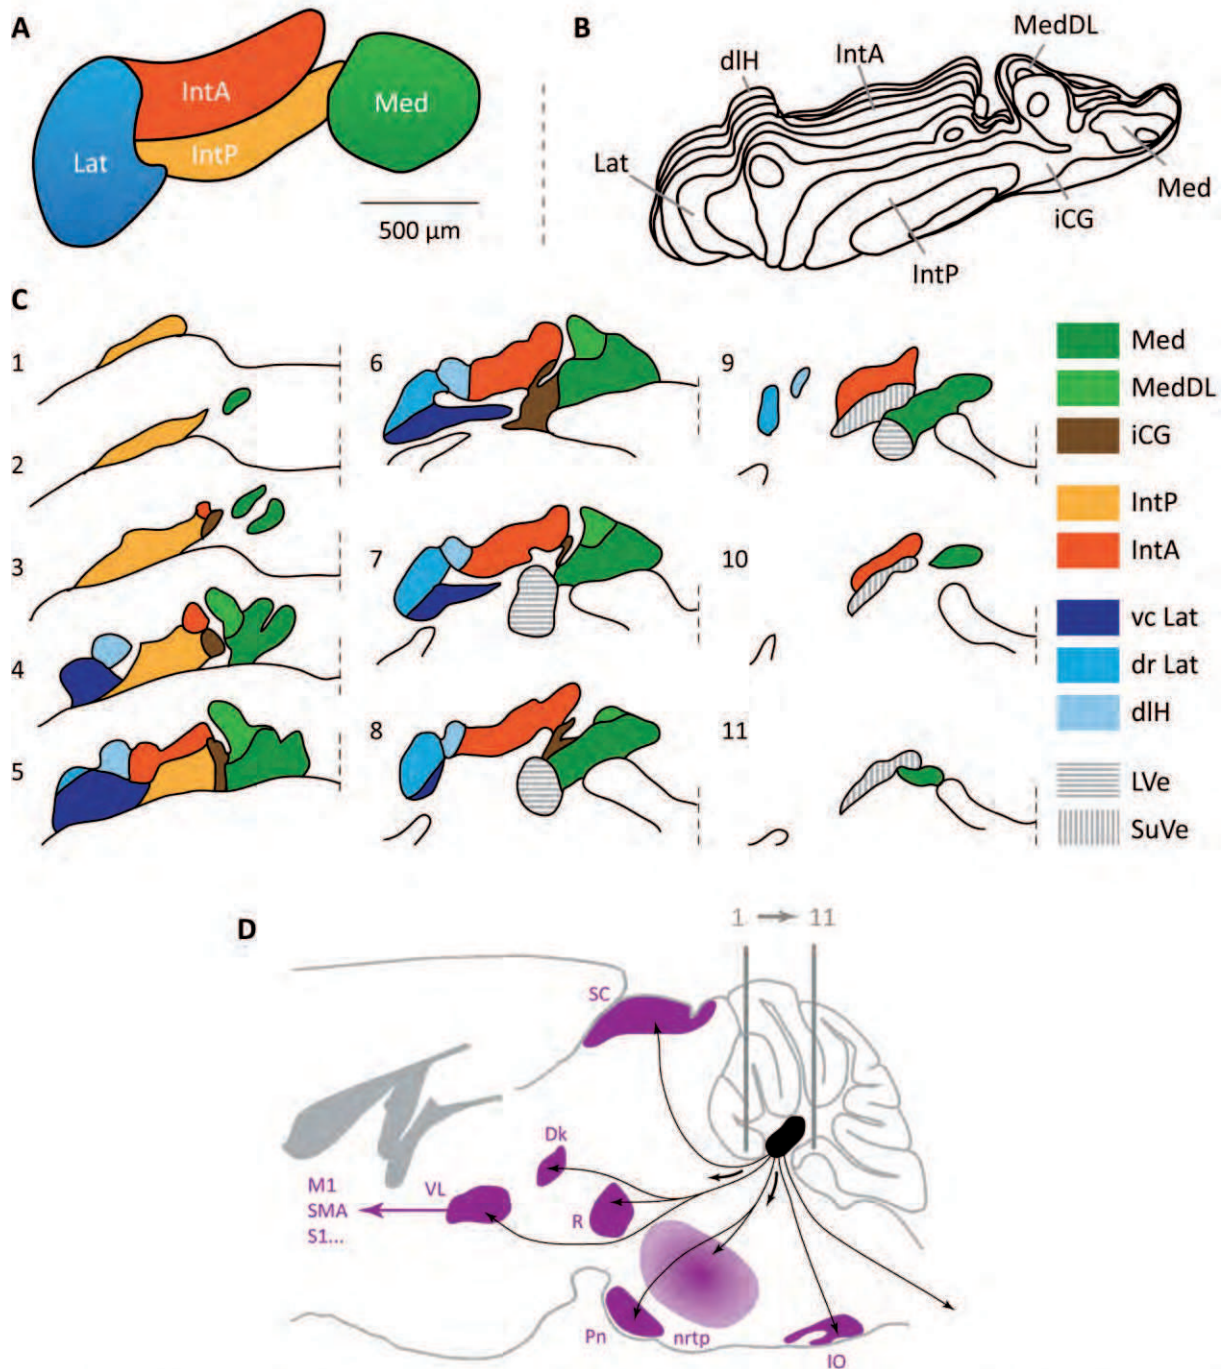 A
IntA
IntP
Lat
Med
500 µm
B
dlH
IntA
MedDL
Lat
Med
iCG
IntP
C
1
2
3
4
5
6
7
8
9
10
11
Med
MedDL
iCG
IntP
IntA
vc Lat
dr Lat
dlH
LVe
SuVe
D
1
11
SC
Dk
M1
SMA
S1...
VL
R
Pn
nrtp
IO